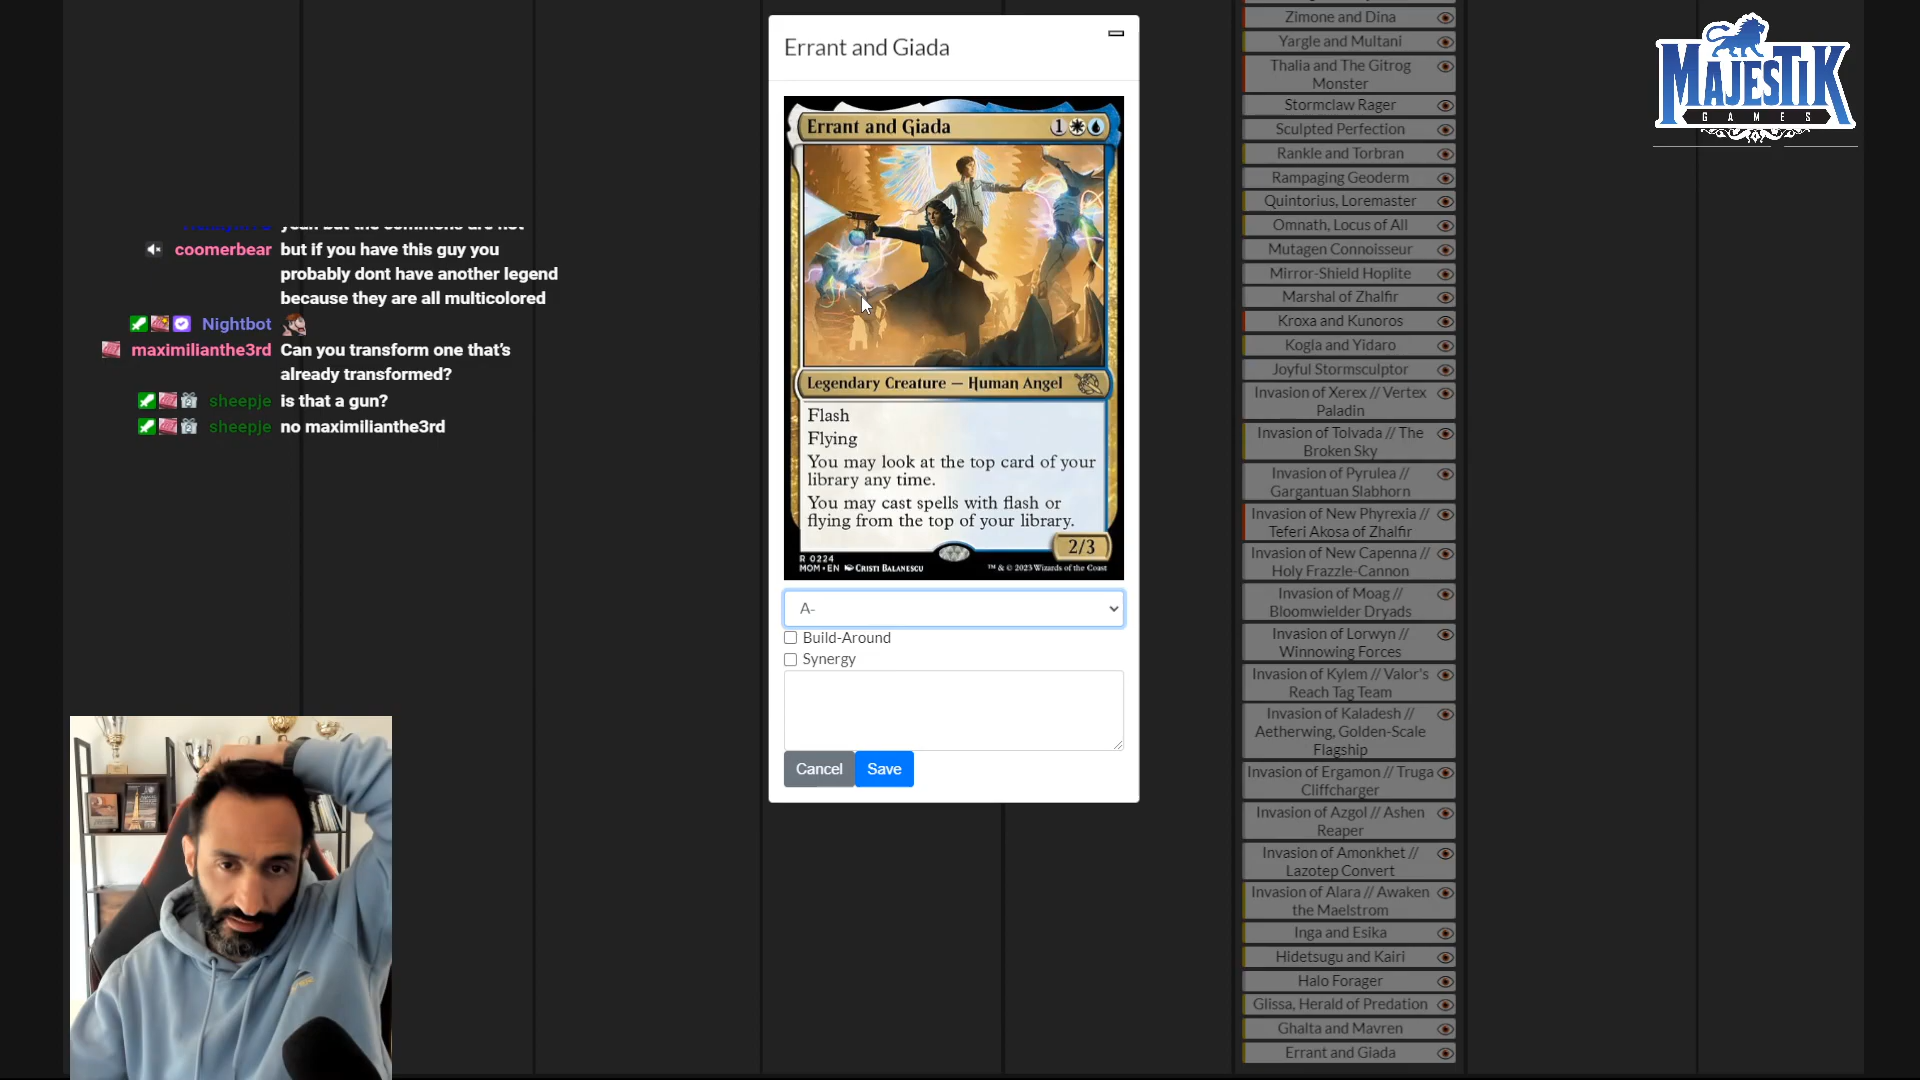 Errant and Giada
Errant and Giada
1
Legendary Creature — Human Angel
Flash
Flying
You may look at the top card of your
library any time.
You may cast spells with flash or
flying from the top of your library.
2/3
R 0224
MOM • EN CRISTI BALANESCU
™ & © 2023 Wizards of the Coast
A-
Build-Around
Synergy
Cancel
Save
yeah but the commons are not
coomerbear but if you have this guy you
probably dont have another legend
because they are all multicolored
Nightbot
maximilianthe3rd Can you transform one that's
already transformed?
sheepje is that a gun?
sheepje no maximilianthe3rd
Zimone and Dina
Yargle and Multani
Thalia and The Gitrog
Monster
Stormclaw Rager
Sculpted Perfection
Rankle and Torbran
Rampaging Geoderm
Quintorius, Loremaster
Omnath, Locus of All
Mutagen Connoisseur
Mirror-Shield Hoplite
Marshal of Zhalfir
Kroxa and Kunoros
Kogla and Yidaro
Joyful Stormsculptor
Invasion of Xerex // Vertex
Paladin
Invasion of Tolvada // The
Broken Sky
Invasion of Pyrulea //
Gargantuan Slabhorn
Invasion of New Phyrexia //
Teferi Akosa of Zhalfir
Invasion of New Capenna //
Holy Frazzle-Cannon
Invasion of Moag //
Bloomwielder Dryads
Invasion of Lorwyn //
Winnowing Forces
Invasion of Kylem // Valor's
Reach Tag Team
Invasion of Kaladesh //
Aetherwing, Golden-Scale
Flagship
Invasion of Ergamon // Truga
Cliffcharger
Invasion of Azgol // Ashen
Reaper
Invasion of Amonkhet //
Lazotep Convert
Invasion of Alara // Awaken
the Maelstrom
Inga and Esika
Hidetsugu and Kairi
Halo Forager
Glissa, Herald of Predation
Ghalta and Mavren
Errant and Giada
MAJESTIK
GAMES